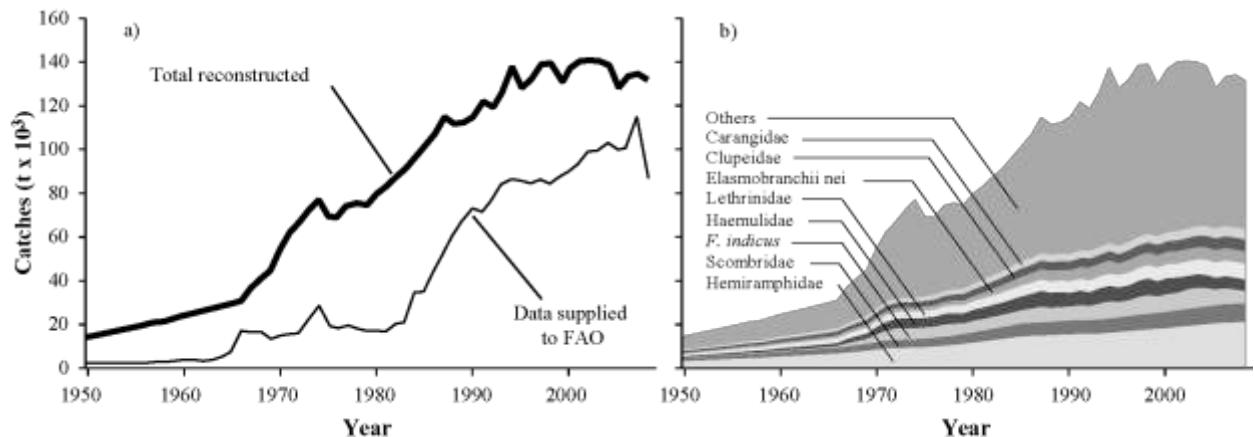 160
140
120
100
80
60
40
20
0
Catches (t x 10³)
a)
Total reconstructed
Data supplied
to FAO
1950 1960 1970 1980 1990 2000
Year
b)
Others
Carangidae
Clupeidae
Elasmobranchii nei
Lethrinidae
Haemulidae
F. indicus
Scombridae
Hemiramphidae
1950 1960 1970 1980 1990 2000
Year